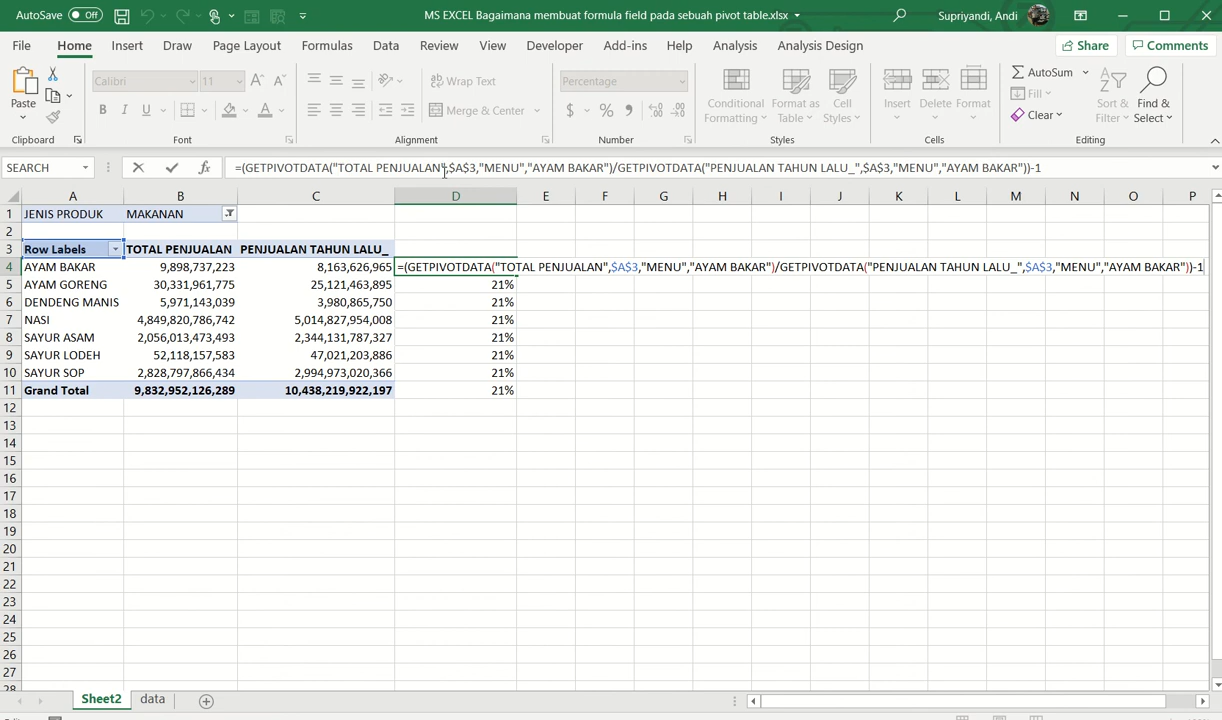 AutoSave Off MS EXCEL Bagaimana membuat formula field pada sebuah pivot table.xlsx Supriyandi, Andi
File Home Insert Draw Page Layout Formulas Data Review View Developer Add-ins Help Analysis Analysis Design Share Comments
Paste Calibri 11 Wrap Text Percentage Conditional Formatting Format as Table Cell Styles Insert Delete Format AutoSum Sort & Filter Find & Select
B I U Merge & Center $ % Fill
Clear
Clipboard Font Alignment Number Styles Cells Editing
SEARCH =(GETPIVOTDATA("TOTAL PENJUALAN",$A$3,"MENU","AYAM BAKAR")/GETPIVOTDATA("PENJUALAN TAHUN LALU_",$A$3,"MENU","AYAM BAKAR"))-1
A B C D E F G H I J K L M N O P
1 JENIS PRODUK MAKANAN
2
3 Row Labels TOTAL PENJUALAN PENJUALAN TAHUN LALU_
4 AYAM BAKAR 9,898,737,223 8,163,626,965 =(GETPIVOTDATA("TOTAL PENJUALAN",$A$3,"MENU","AYAM BAKAR")/GETPIVOTDATA("PENJUALAN TAHUN LALU_",$A$3,"MENU","AYAM BAKAR"))-1
5 AYAM GORENG 30,331,961,775 25,121,463,895 21%
6 DENDENG MANIS 5,971,143,039 3,980,865,750 21%
7 NASI 4,849,820,786,742 5,014,827,954,008 21%
8 SAYUR ASAM 2,056,013,473,493 2,344,131,787,327 21%
9 SAYUR LODEH 52,118,157,583 47,021,203,886 21%
10 SAYUR SOP 2,828,797,866,434 2,994,973,020,366 21%
11 Grand Total 9,832,952,126,289 10,438,219,922,197 21%
12
13
14
15
16
17
18
19
20
21
22
23
24
25
26
27
28
Sheet2 data